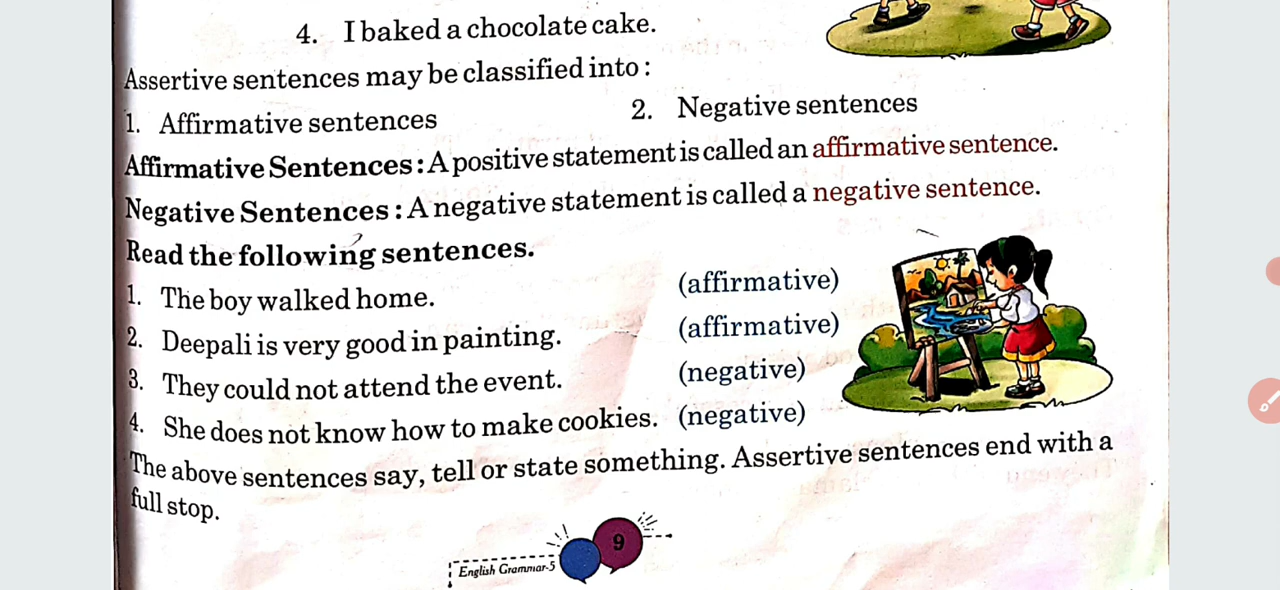 4. I baked a chocolate cake.
Assertive sentences may be classified into :
1. Affirmative sentences 2. Negative sentences
Affirmative Sentences : A positive statement is called an affirmative sentence.
Negative Sentences : A negative statement is called a negative sentence.
Read the following sentences.
1. The boy walked home. (affirmative)
2. Deepali is very good in painting. (affirmative)
3. They could not attend the event. (negative)
4. She does not know how to make cookies. (negative)
The above sentences say, tell or state something. Assertive sentences end with a
full stop.
English Grammar-5 9